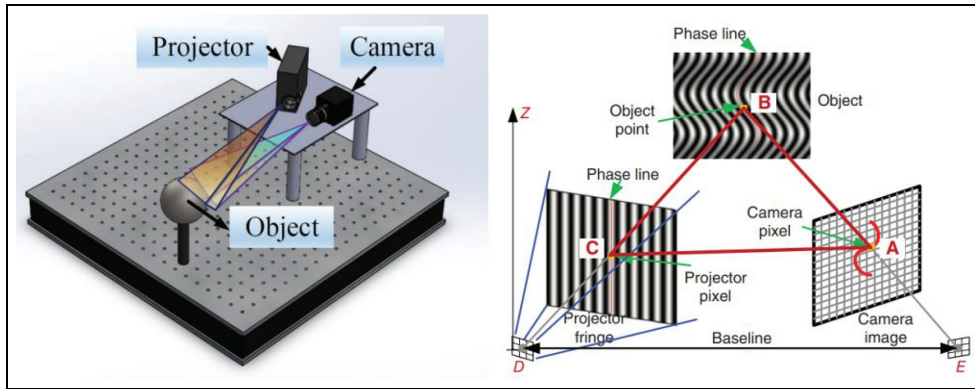 Projector
Camera
Object
Phase line
Z
B
Object
Object
point
Phase line
Camera
pixel
C
A
Projector
pixel
Projector
fringe
Camera
image
Baseline
D
E